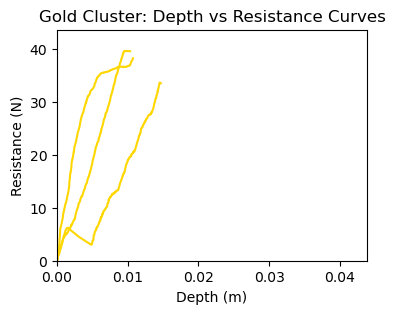 Gold Cluster: Depth vs Resistance Curves
Resistance (N)
40
30
20
10
0
0.00 0.01 0.02 0.03 0.04
Depth (m)